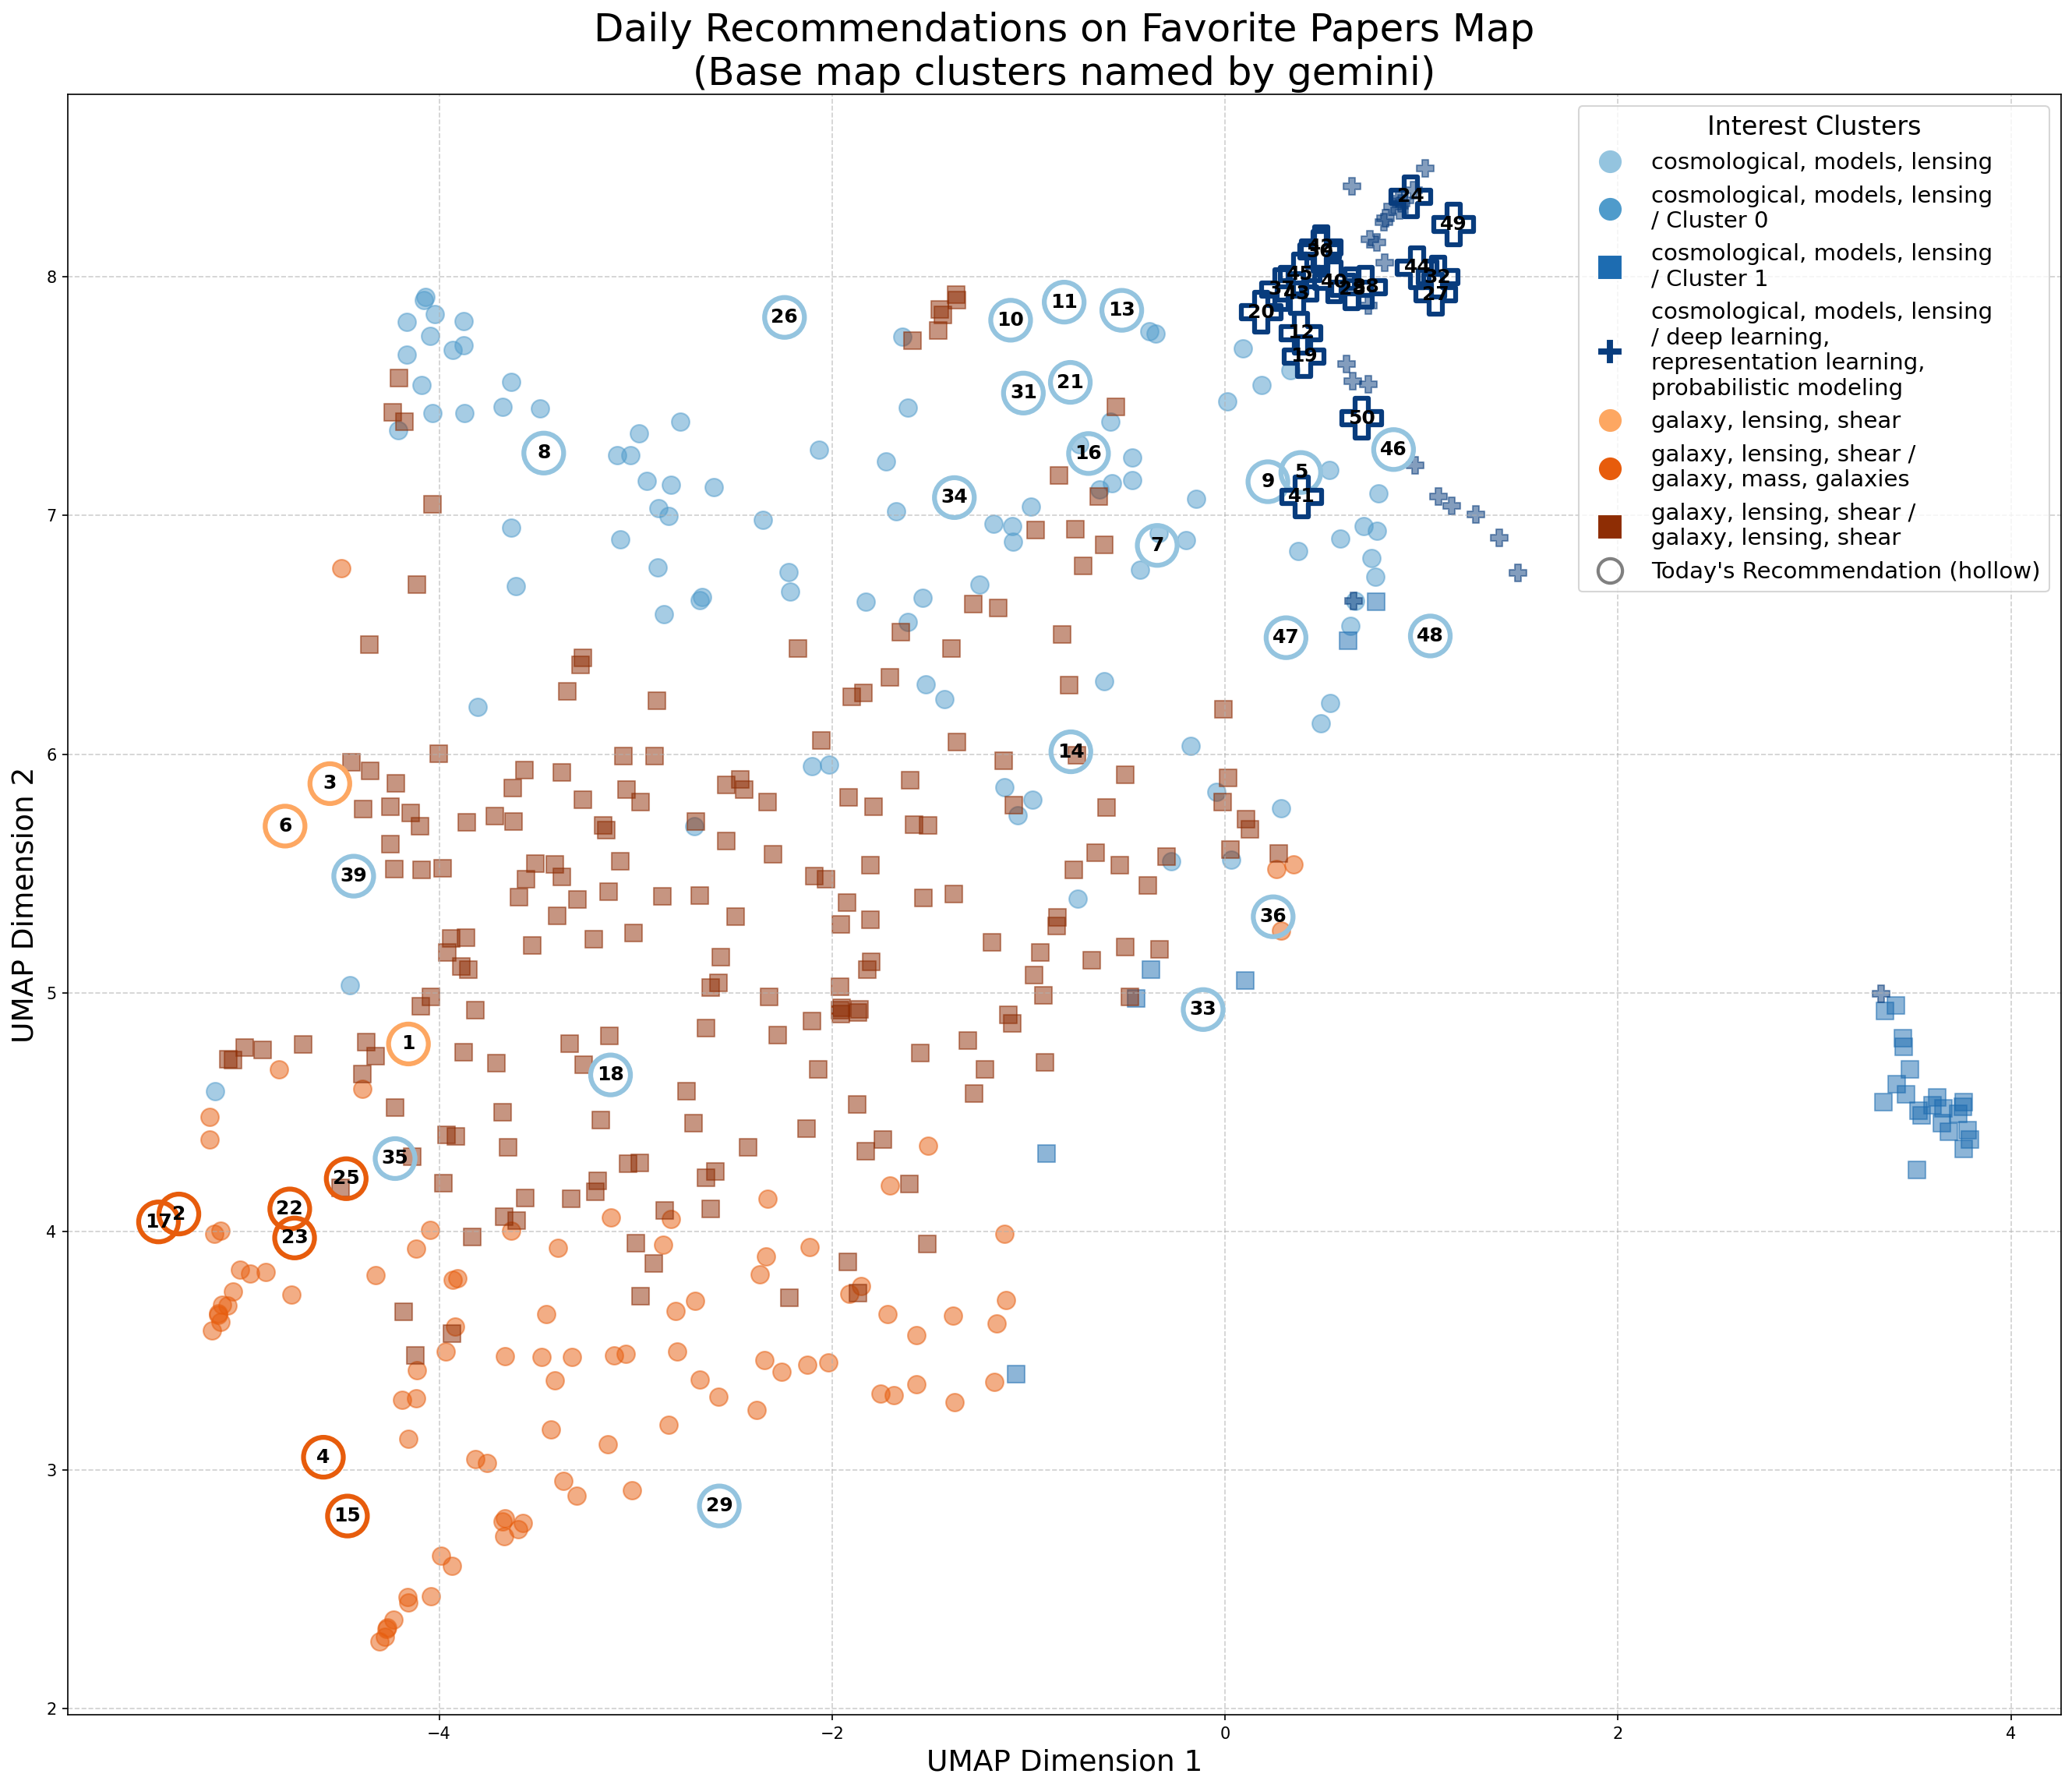 Daily Recommendations on Favorite Papers Map
(Base map clusters named by gemini)
Interest Clusters
cosmological, models, lensing
cosmological, models, lensing
/ Cluster 0
cosmological, models, lensing
/ Cluster 1
cosmological, models, lensing
/ deep learning,
representation learning,
probabilistic modeling
galaxy, lensing, shear
galaxy, lensing, shear /
galaxy, mass, galaxies
galaxy, lensing, shear /
galaxy, lensing, shear
Today's Recommendation (hollow)
24
49
45
44
32
27
40
43
20
12
19
50
26
11
13
10
31
21
8
16
34
46
5
9
41
7
47
48
14
3
6
39
36
33
1
18
35
25
22
2
17
23
4
15
29
8
7
6
5
4
3
2
−4
−2
0
2
4
UMAP Dimension 1
UMAP Dimension 2